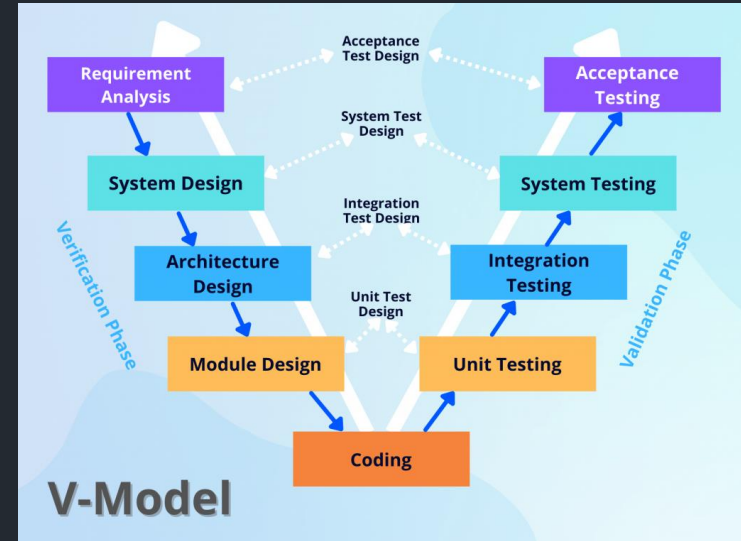 Acceptance
Test Design
Requirement
Analysis
Acceptance
Testing
System Test
Design
System Design
System Testing
Integration
Test Design
Architecture
Design
Integration
Testing
Verification Phase
Validation Phase
Unit Test
Design
Module Design
Unit Testing
Coding
V-Model